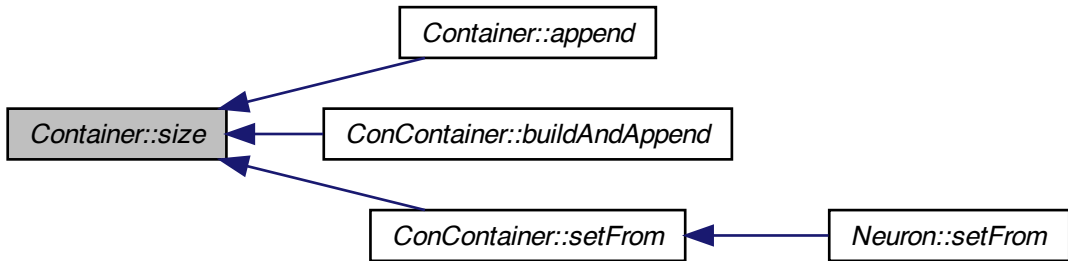 Container::append
Container::size
ConContainer::buildAndAppend
ConContainer::setFrom
Neuron::setFrom